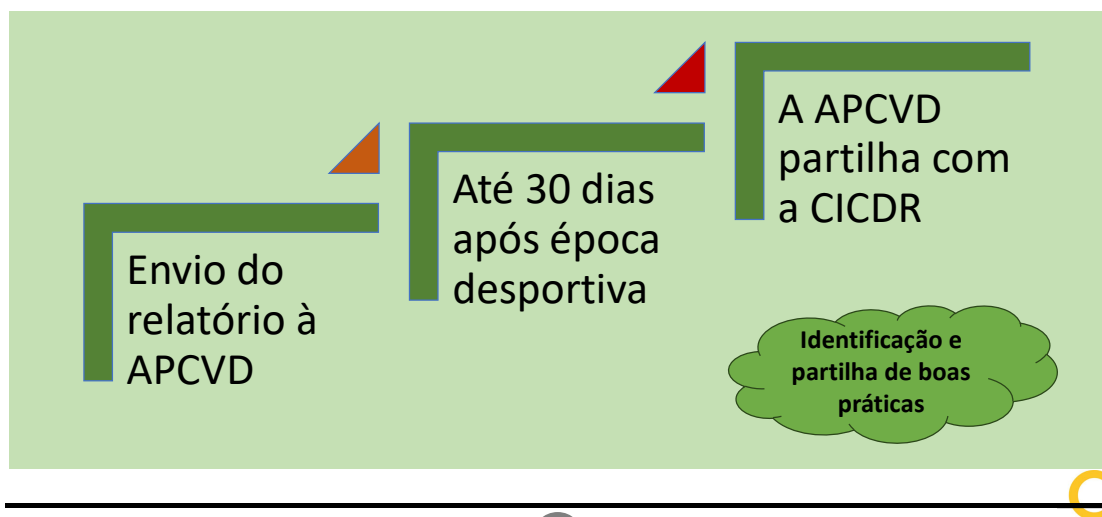 Envio do
relatório à
APCVD
Até 30 dias
após época
desportiva
A APCVD
partilha com
a CICDR
Identificação e
partilha de boas
práticas